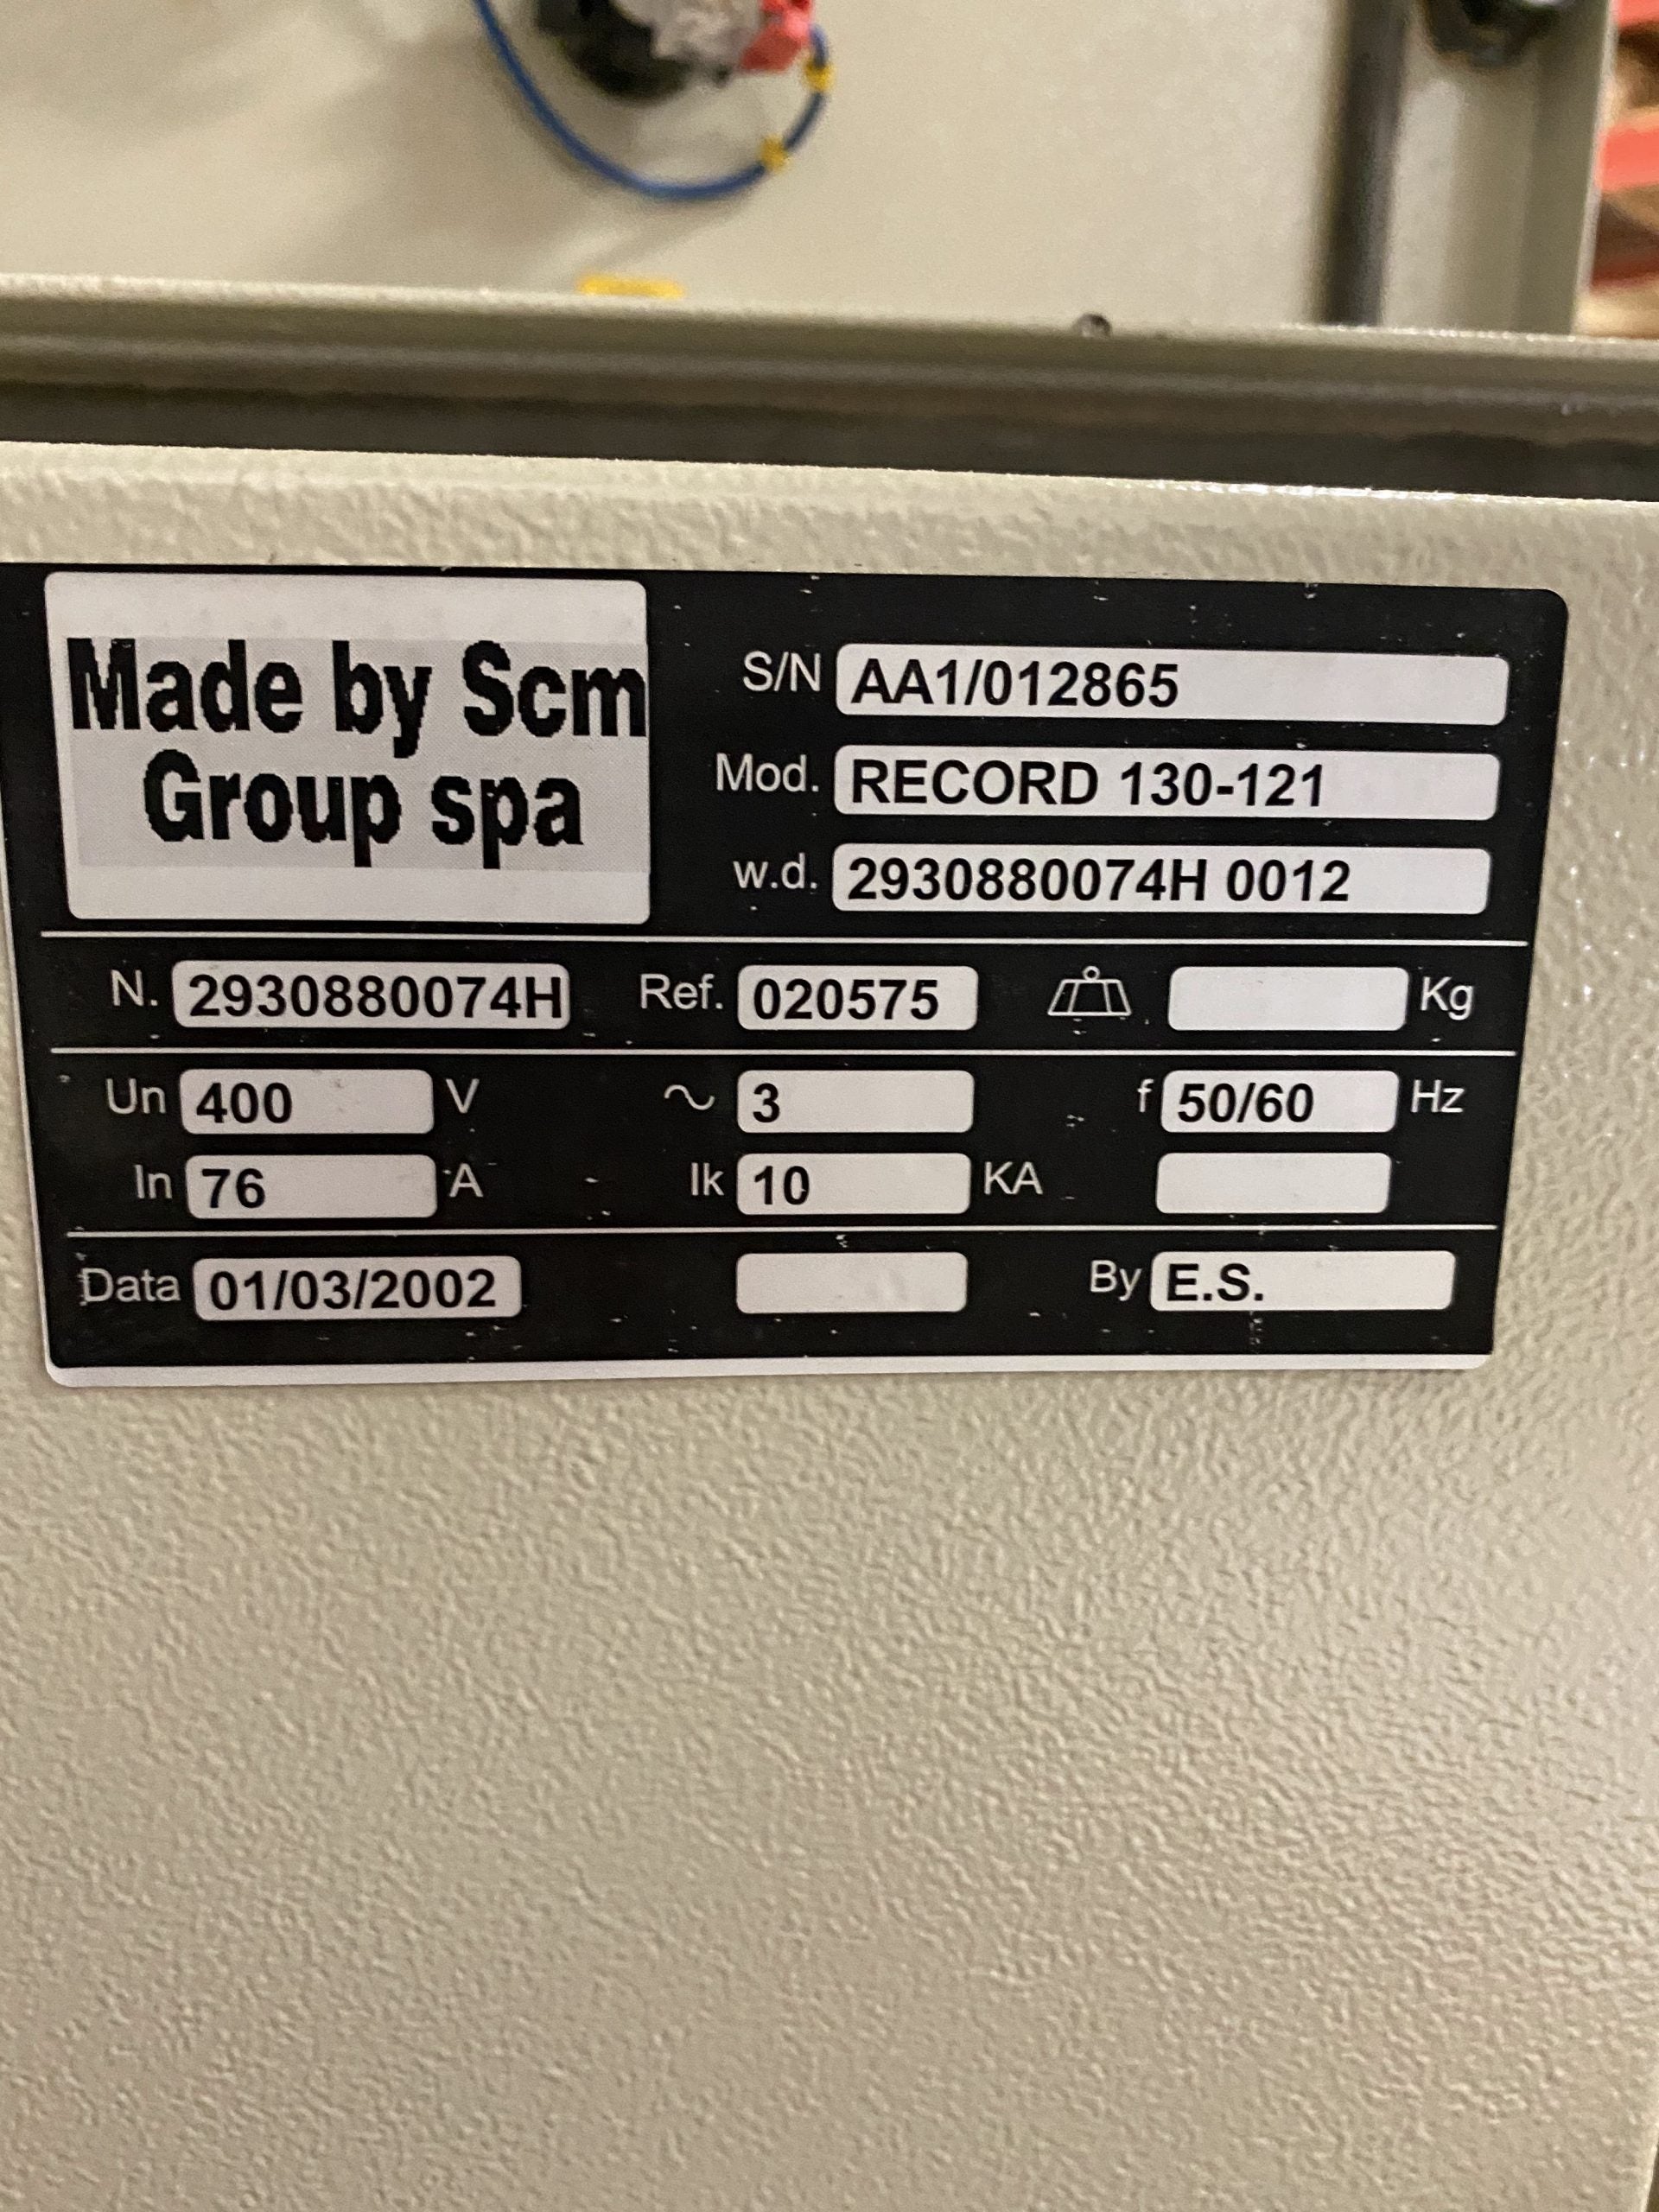 Made by Scm
Group spa
S/N AA1/012865
Mod. RECORD 130-121
w.d. 2930880074H 0012
N. 2930880074H Ref. 020575 Kg
Un 400 V ~ 3 f 50/60 Hz
In 76 A Ik 10 KA
Data 01/03/2002 By E.S.